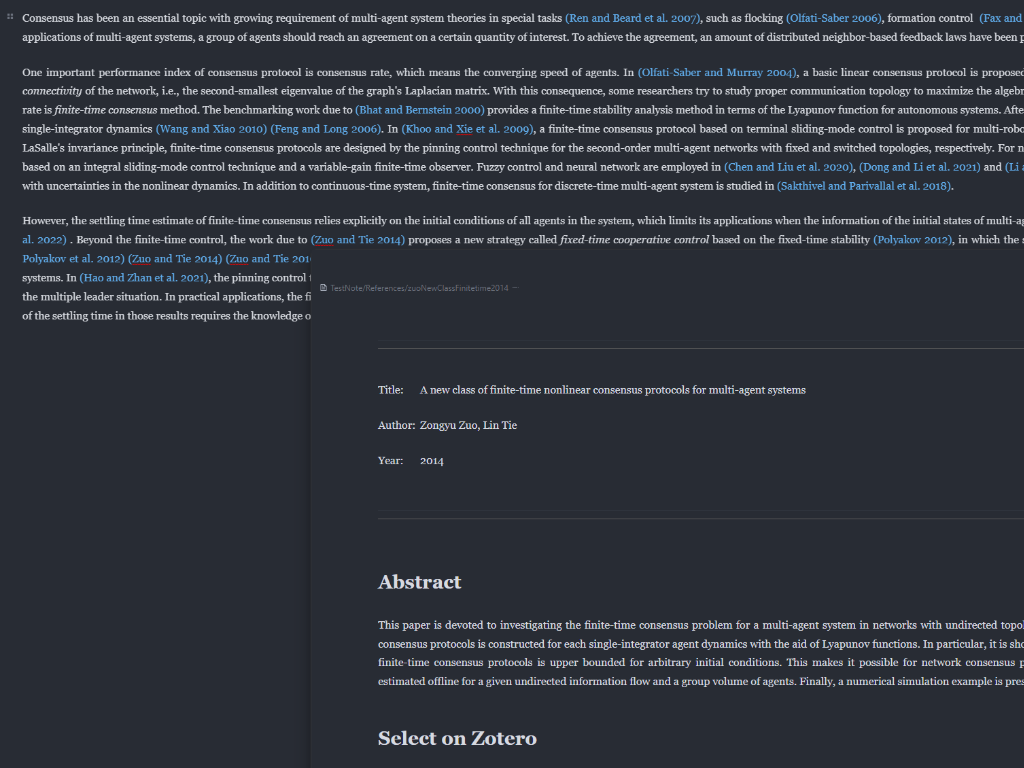 Consensus has been an essential topic with growing requirement of multi-agent system theories in special tasks (Ren and Beard et al. 2007), such as flocking (Olfati-Saber 2006), formation control (Fax and
applications of multi-agent systems, a group of agents should reach an agreement on a certain quantity of interest. To achieve the agreement, an amount of distributed neighbor-based feedback laws have been p
One important performance index of consensus protocol is consensus rate, which means the converging speed of agents. In (Olfati-Saber and Murray 2004), a basic linear consensus protocol is proposed
connectivity of the network, i.e., the second-smallest eigenvalue of the graph's Laplacian matrix. With this consequence, some researchers try to study proper communication topology to maximize the algebr
rate is finite-time consensus method. The benchmarking work due to (Bhat and Bernstein 2000) provides a finite-time stability analysis method in terms of the Lyapunov function for autonomous systems. Afte
single-integrator dynamics (Wang and Xiao 2010) (Feng and Long 2006). In (Khoo and Xie et al. 2009), a finite-time consensus protocol based on terminal sliding-mode control is proposed for multi-robo
LaSalle's invariance principle, finite-time consensus protocols are designed by the pinning control technique for the second-order multi-agent networks with fixed and switched topologies, respectively. For n
based on an integral sliding-mode control technique and a variable-gain finite-time observer. Fuzzy control and neural network are employed in (Chen and Liu et al. 2020), (Dong and Li et al. 2021) and (Li a
with uncertainties in the nonlinear dynamics. In addition to continuous-time system, finite-time consensus for discrete-time multi-agent system is studied in (Sakthivel and Parivallal et al. 2018).
However, the settling time estimate of finite-time consensus relies explicitly on the initial conditions of all agents in the system, which limits its applications when the information of the initial states of multi-ag
al. 2022) . Beyond the finite-time control, the work due to (Zuo and Tie 2014) proposes a new strategy called fixed-time cooperative control based on the fixed-time stability (Polyakov 2012), in which the s
Polyakov et al. 2012) (Zuo and Tie 2014) (Zuo and Tie 201
systems. In (Hao and Zhan et al. 2021), the pinning control t
the multiple leader situation. In practical applications, the fi
of the settling time in those results requires the knowledge o
TestNote/References/zuoNewClassFinitetime2014
Title: A new class of finite-time nonlinear consensus protocols for multi-agent systems
Author: Zongyu Zuo, Lin Tie
Year: 2014
Abstract
This paper is devoted to investigating the finite-time consensus problem for a multi-agent system in networks with undirected topol
consensus protocols is constructed for each single-integrator agent dynamics with the aid of Lyapunov functions. In particular, it is sho
finite-time consensus protocols is upper bounded for arbitrary initial conditions. This makes it possible for network consensus p
estimated offline for a given undirected information flow and a group volume of agents. Finally, a numerical simulation example is pres
Select on Zotero